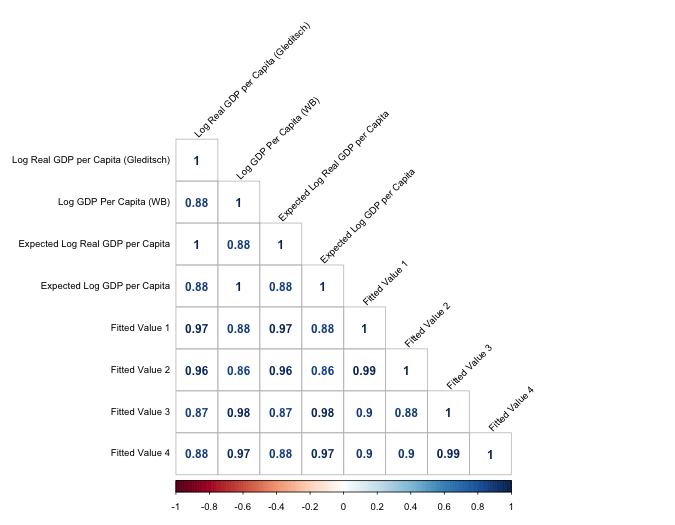 Log Real GDP per Capita (Gleditsch)
Log GDP Per Capita (WB)
Expected Log Real GDP per Capita
Expected Log GDP per Capita
Fitted Value 1
Fitted Value 2
Fitted Value 3
Fitted Value 4
Log Real GDP per Capita (Gleditsch) 1
Log GDP Per Capita (WB) 0.88 1
Expected Log Real GDP per Capita 1 0.88 1
Expected Log GDP per Capita 0.88 1 0.88 1
Fitted Value 1 0.97 0.88 0.97 0.88 1
Fitted Value 2 0.96 0.86 0.96 0.86 0.99 1
Fitted Value 3 0.87 0.98 0.87 0.98 0.9 0.88 1
Fitted Value 4 0.88 0.97 0.88 0.97 0.9 0.9 0.99 1
-1 -0.8 -0.6 -0.4 -0.2 0 0.2 0.4 0.6 0.8 1